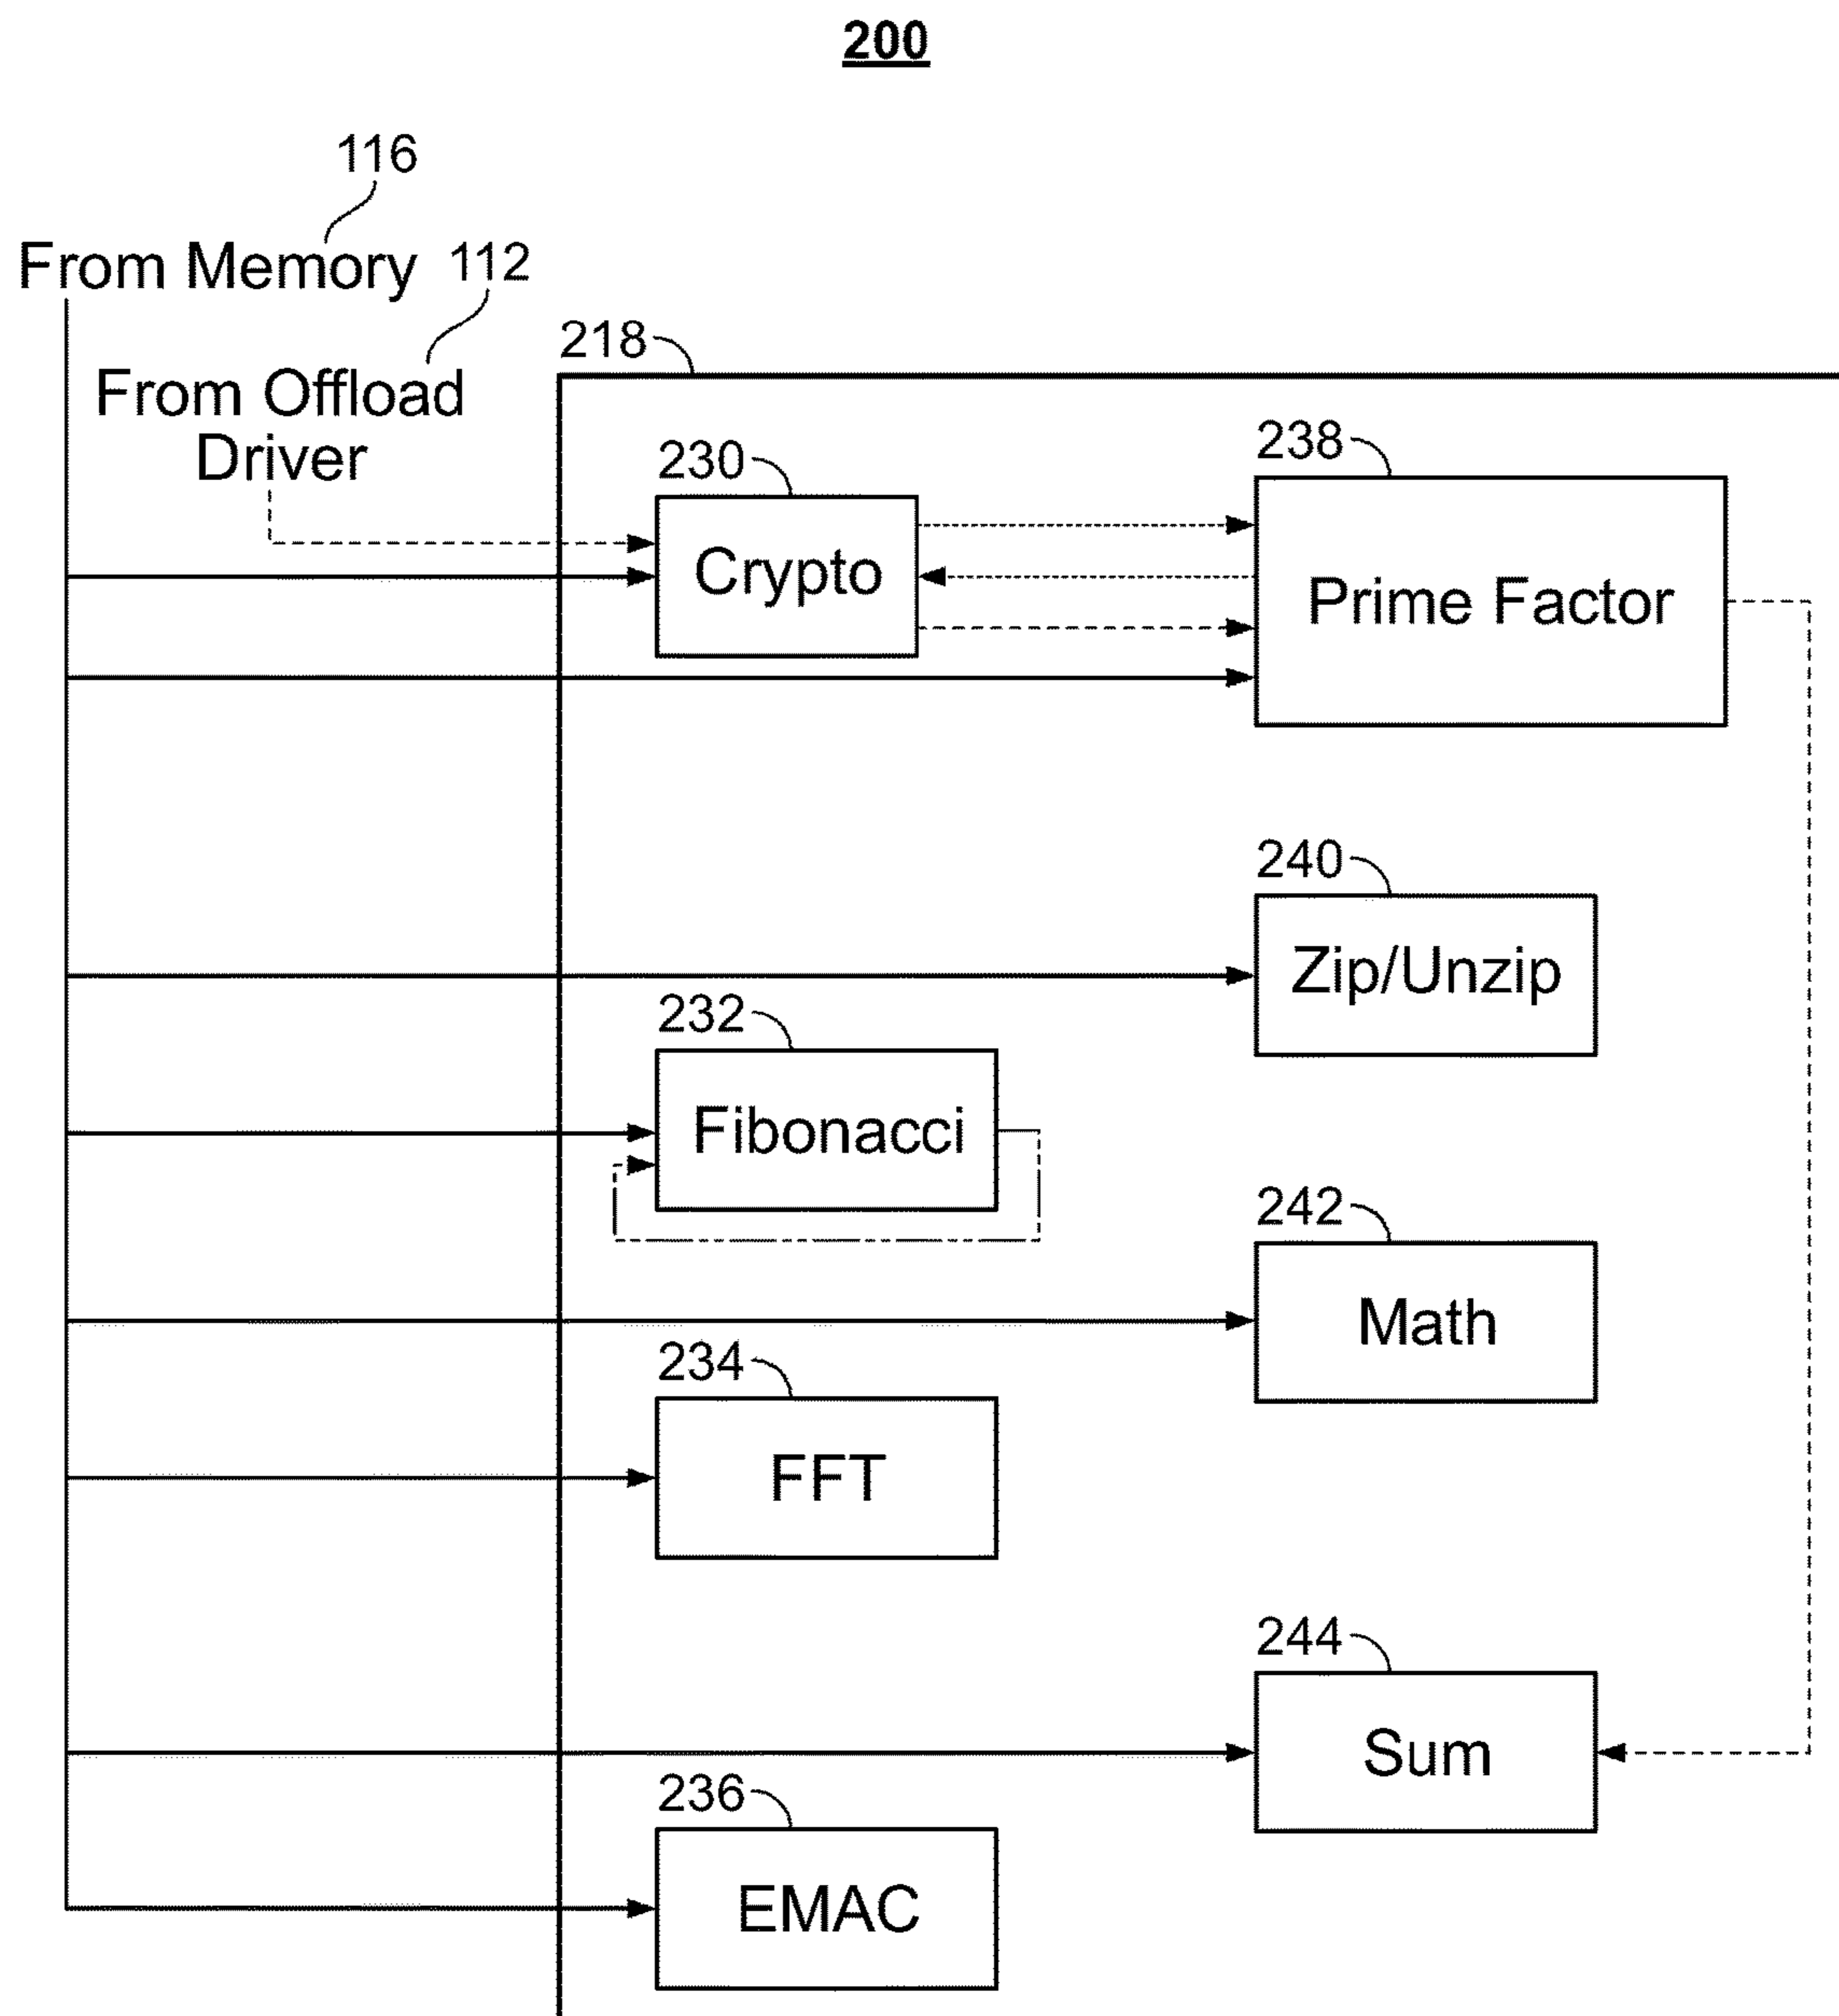 200
116
From Memory
112
From Offload
Driver
218
230
Crypto
238
Prime Factor
240
Zip/Unzip
232
Fibonacci
242
Math
234
FFT
244
Sum
236
EMAC